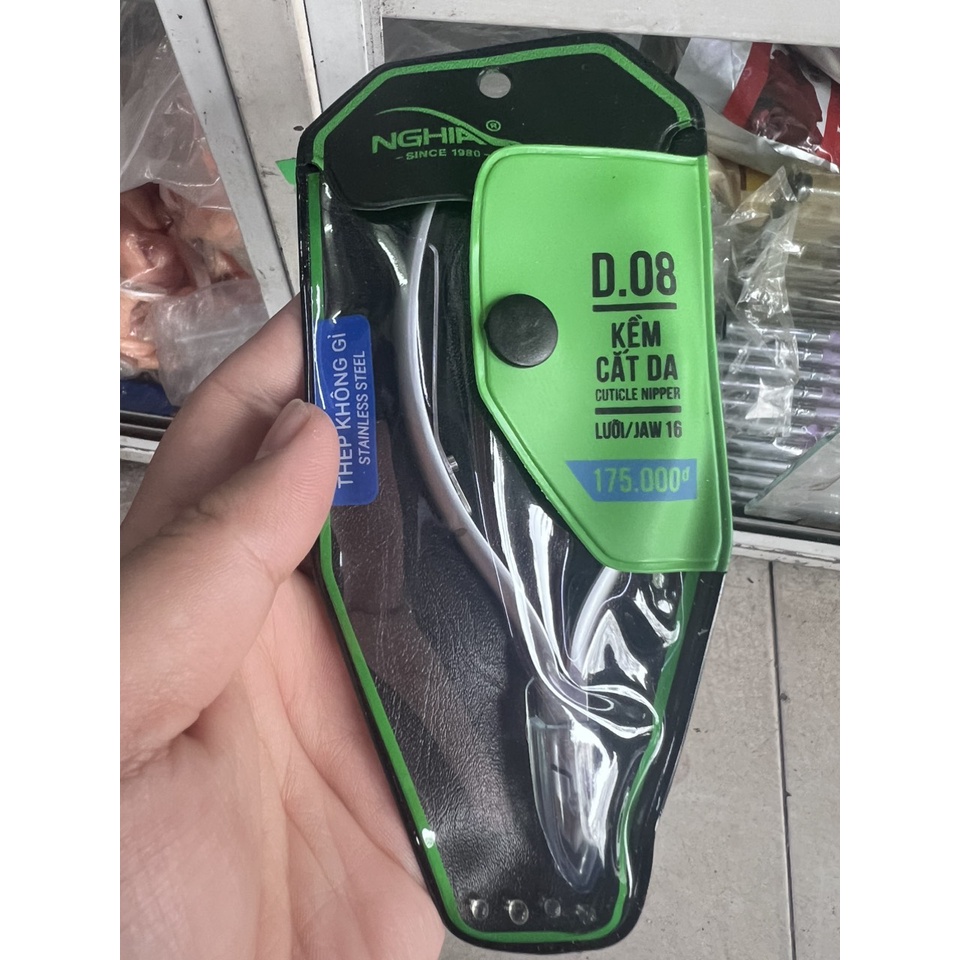 NGHIA®
SINCE 1980
D.08
KỀM
CẮT DA
CUTICLE NIPPER
LƯỠI/JAW 16
175.000đ
THÉP KHÔNG GỈ
STAINLESS STEEL